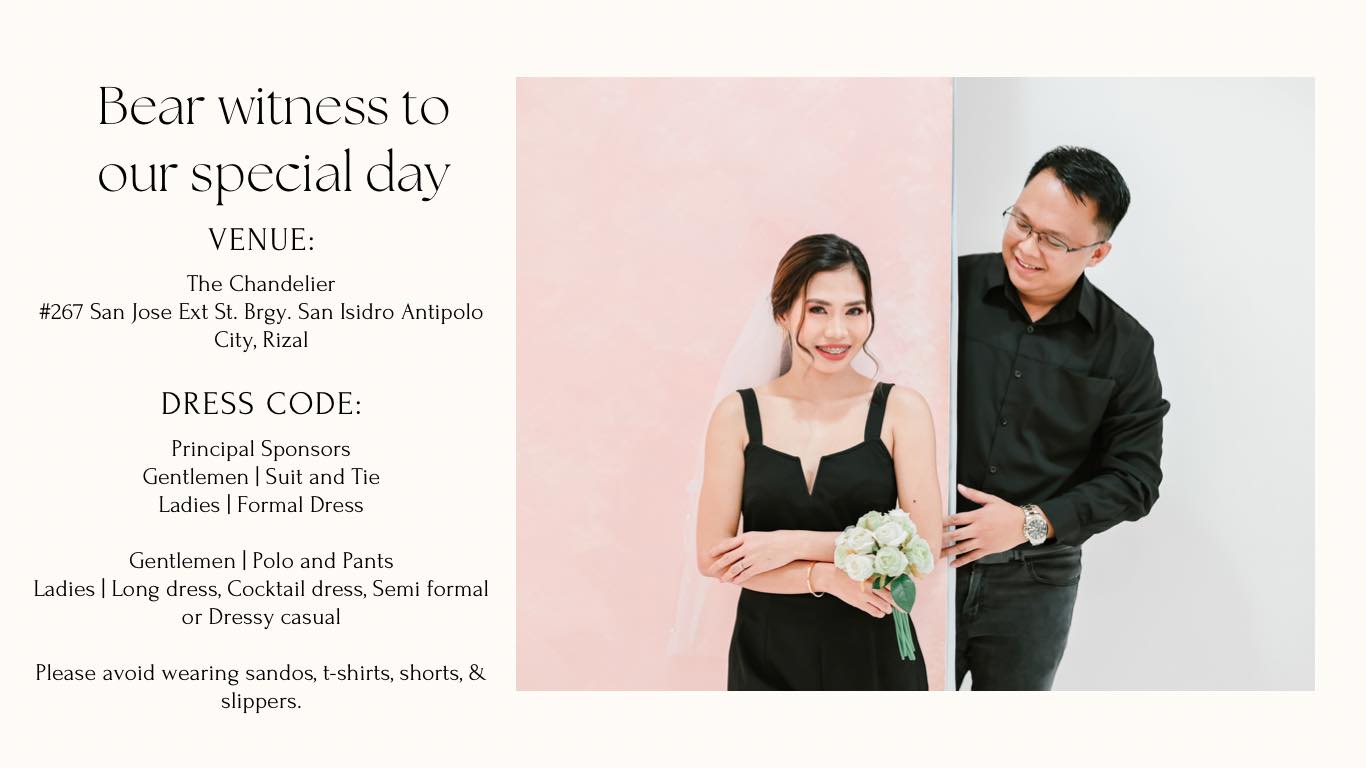 Bear witness to
our special day
VENUE:
The Chandelier
#267 San Jose Ext St. Brgy. San Isidro Antipolo
City, Rizal
DRESS CODE:
Principal Sponsors
Gentlemen | Suit and Tie
Ladies | Formal Dress
Gentlemen | Polo and Pants
Ladies | Long dress, Cocktail dress, Semi formal
or Dressy casual
Please avoid wearing sandos, t-shirts, shorts, &
slippers.